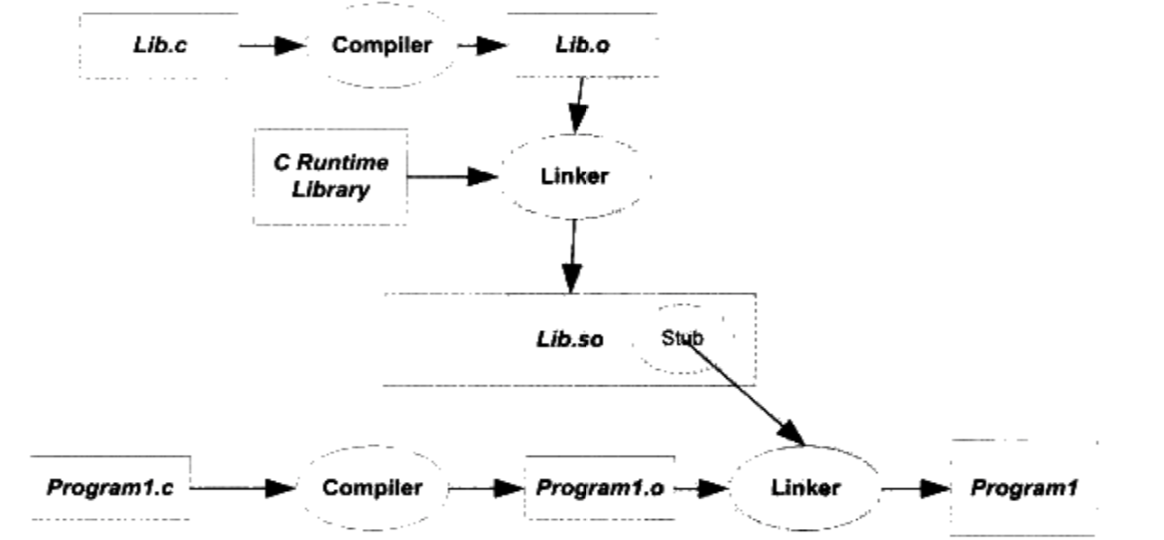 Lib.c
Compiler
Lib.o
C Runtime
Library
Linker
Lib.so
Stub
Program1.c
Compiler
Program1.o
Linker
Program1